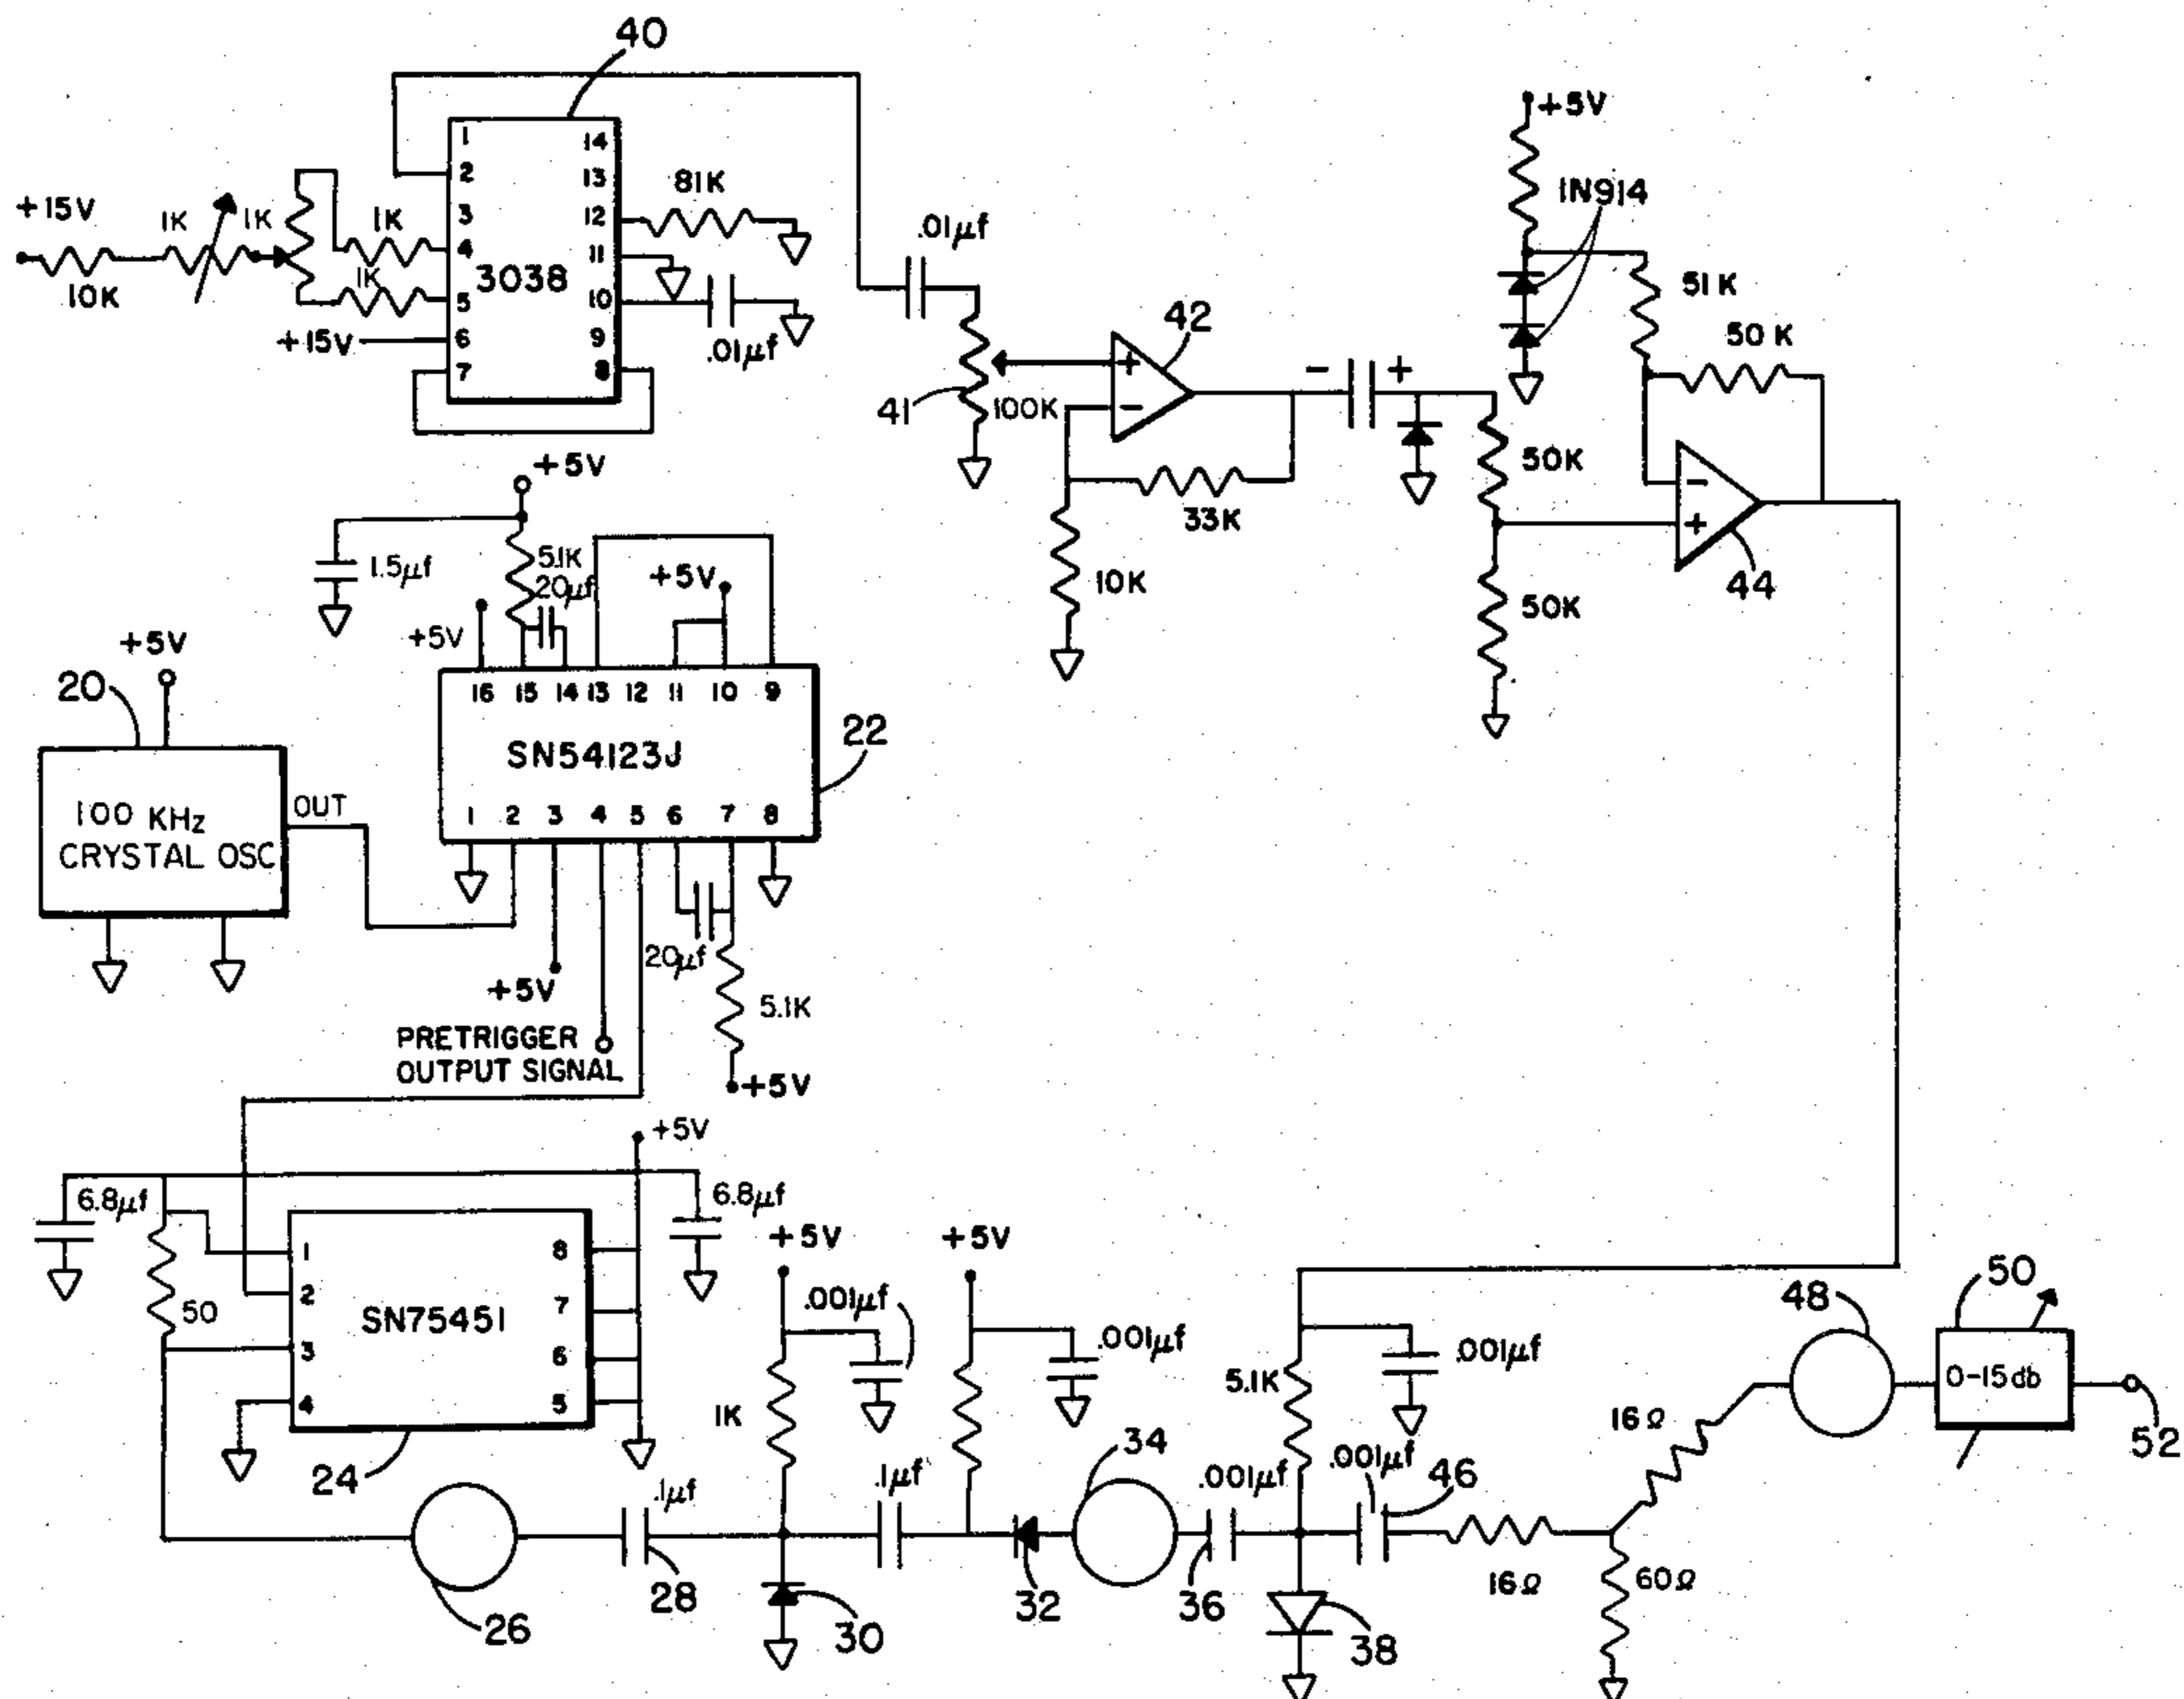 40
1 14
2 13
3 12
4 11
5 10
6 9
7 8
3038
+15V
10K
1K
1K
1K
1K
+15V
81K
.01µf
.01µf
41
100K
42
33K
10K
- +
+
-
50K
50K
+5V
1N914
51K
50K
-
+
44
+5V
1.5µf
5.1K
20µf
+5V
+5V
16 15 14 13 12 11 10 9
SN54123J
1 2 3 4 5 6 7 8
22
+5V
20
100 KHz
CRYSTAL OSC
OUT
+5V
20µf
5.1K
+5V
PRETRIGGER
OUTPUT SIGNAL
+5V
6.8µf
6.8µf
50
1 8
2 7
3 6
4 5
SN75451
24
26
.1µf
28
+5V
.001µf
1K
30
.1µf
+5V
.001µf
32
34
.001µf
36
5.1K
.001µf
38
.001µf
46
16Ω
60Ω
16Ω
48
50
0-15db
52